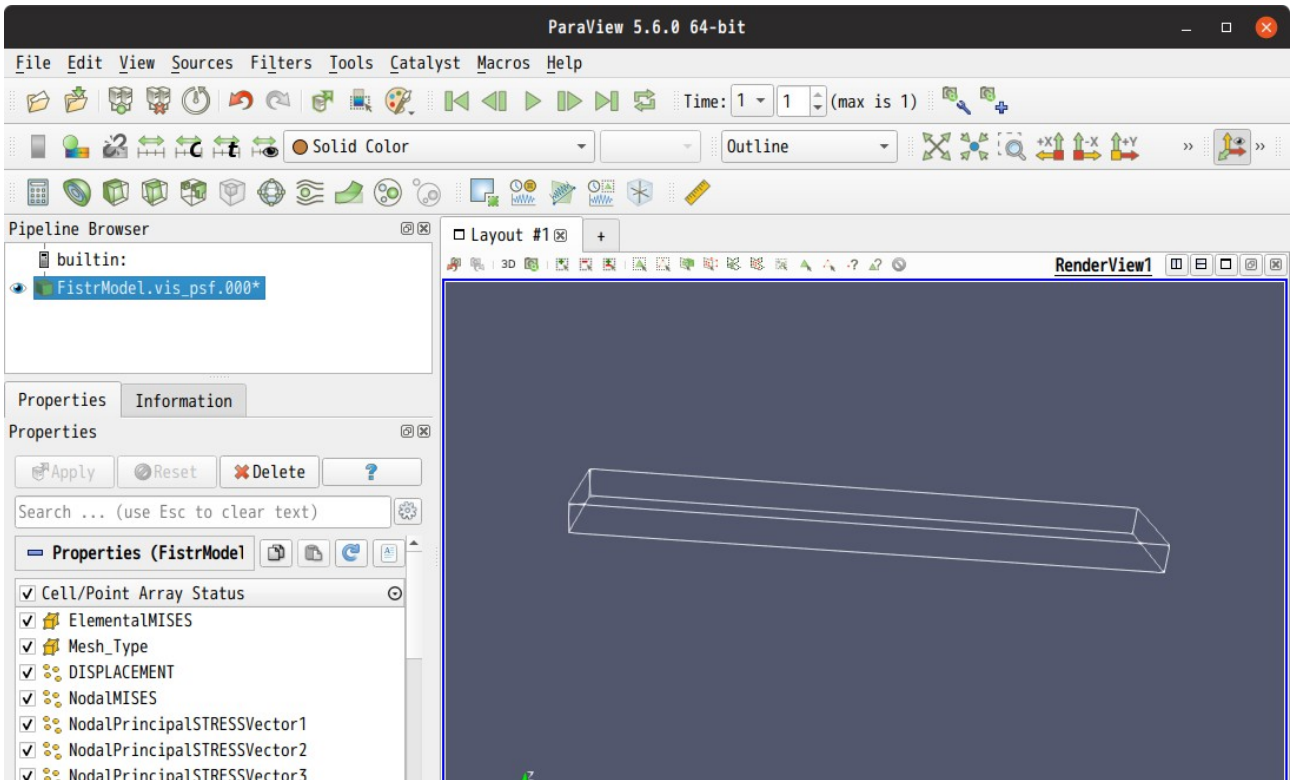 ParaView 5.6.0 64-bit
File Edit View Sources Filters Tools Catalyst Macros Help
Time: 1 1 (max is 1)
Solid Color Outline +X -X +Y » »
Pipeline Browser
Layout #1 +
builtin:
3D RenderView1
FistrModel.vis_psf.000*
Properties Information
Properties
Apply Reset Delete ?
Search ... (use Esc to clear text)
Properties (FistrModel
Cell/Point Array Status
ElementalMISES
Mesh_Type
DISPLACEMENT
NodalMISES
NodalPrincipalSTRESSVector1
NodalPrincipalSTRESSVector2
NodalPrincipalSTRESSVector3